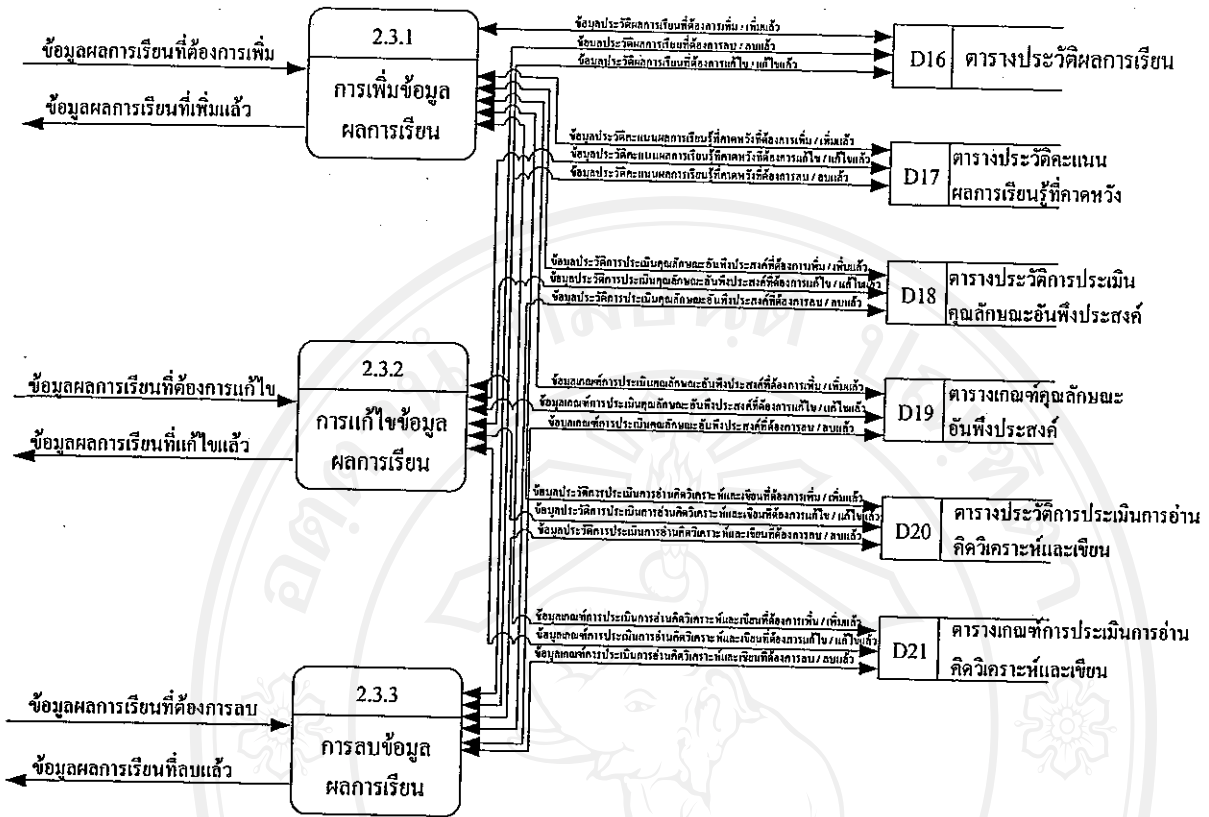 2.3.1
การเพิ่มข้อมูล
ผลการเรียน
ข้อมูลผลการเรียนที่ต้องการเพิ่ม
ข้อมูลผลการเรียนที่เพิ่มแล้ว
ข้อมูลประวัติผลการเรียนที่ต้องการเพิ่ม / เพิ่มแล้ว
ข้อมูลประวัติผลการเรียนที่ต้องการลบ / ลบแล้ว
ข้อมูลประวัติผลการเรียนที่ต้องการแก้ไข / แก้ไขแล้ว
D16 ตารางประวัติผลการเรียน
ข้อมูลประวัติคะแนนผลการเรียนรู้ที่คาดหวังที่ต้องการเพิ่ม / เพิ่มแล้ว
ข้อมูลประวัติคะแนนผลการเรียนรู้ที่คาดหวังที่ต้องการแก้ไข / แก้ไขแล้ว
ข้อมูลประวัติคะแนนผลการเรียนรู้ที่คาดหวังที่ต้องการลบ / ลบแล้ว
D17
ตารางประวัติคะแนน
ผลการเรียนรู้ที่คาดหวัง
ข้อมูลประวัติการประเมินคุณลักษณะอันพึงประสงค์ที่ต้องการเพิ่ม / เพิ่มแล้ว
ข้อมูลประวัติการประเมินคุณลักษณะอันพึงประสงค์ที่ต้องการแก้ไข / แก้ไขแล้ว
ข้อมูลประวัติการประเมินคุณลักษณะอันพึงประสงค์ที่ต้องการลบ / ลบแล้ว
D18
ตารางประวัติการประเมิน
คุณลักษณะอันพึงประสงค์
2.3.2
การแก้ไขข้อมูล
ผลการเรียน
ข้อมูลผลการเรียนที่ต้องการแก้ไข
ข้อมูลผลการเรียนที่แก้ไขแล้ว
ข้อมูลเกณฑ์การประเมินคุณลักษณะอันพึงประสงค์ที่ต้องการเพิ่ม / เพิ่มแล้ว
ข้อมูลเกณฑ์การประเมินคุณลักษณะอันพึงประสงค์ที่ต้องการแก้ไข / แก้ไขแล้ว
ข้อมูลเกณฑ์การประเมินคุณลักษณะอันพึงประสงค์ที่ต้องการลบ / ลบแล้ว
D19
ตารางเกณฑ์คุณลักษณะ
อันพึงประสงค์
ข้อมูลประวัติการประเมินการอ่านคิดวิเคราะห์และเขียนที่ต้องการเพิ่ม / เพิ่มแล้ว
ข้อมูลประวัติการประเมินการอ่านคิดวิเคราะห์และเขียนที่ต้องการแก้ไข / แก้ไขแล้ว
ข้อมูลประวัติการประเมินการอ่านคิดวิเคราะห์และเขียนที่ต้องการลบ / ลบแล้ว
D20
ตารางประวัติการประเมินการอ่าน
คิดวิเคราะห์และเขียน
ข้อมูลเกณฑ์การประเมินการอ่านคิดวิเคราะห์และเขียนที่ต้องการเพิ่ม / เพิ่มแล้ว
ข้อมูลเกณฑ์การประเมินการอ่านคิดวิเคราะห์และเขียนที่ต้องการแก้ไข / แก้ไขแล้ว
ข้อมูลเกณฑ์การประเมินการอ่านคิดวิเคราะห์และเขียนที่ต้องการลบ / ลบแล้ว
D21
ตารางเกณฑ์การประเมินการอ่าน
คิดวิเคราะห์และเขียน
2.3.3
การลบข้อมูล
ผลการเรียน
ข้อมูลผลการเรียนที่ต้องการลบ
ข้อมูลผลการเรียนที่ลบแล้ว